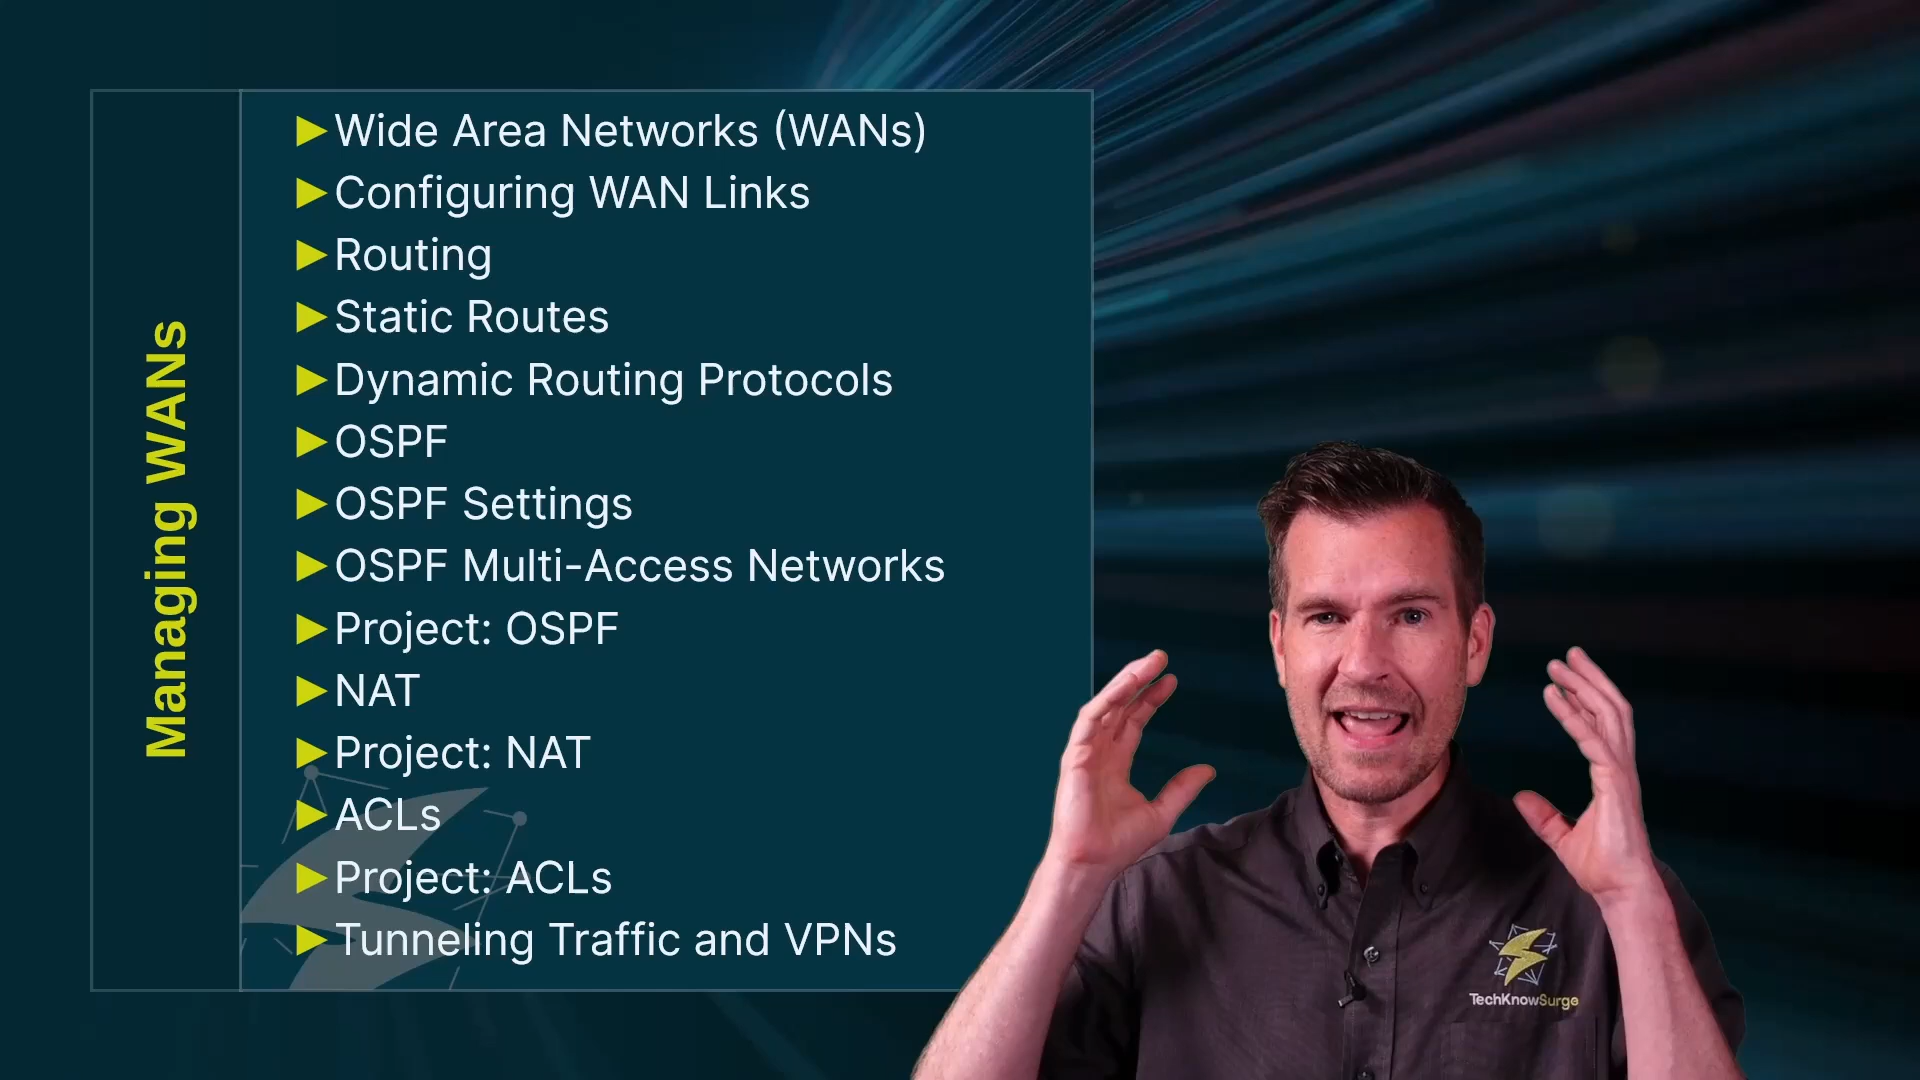 Managing WANs
Wide Area Networks (WANs)
Configuring WAN Links
Routing
Static Routes
Dynamic Routing Protocols
OSPF
OSPF Settings
OSPF Multi-Access Networks
Project: OSPF
NAT
Project: NAT
ACLs
Project: ACLs
Tunneling Traffic and VPNs
TechKnowSurge